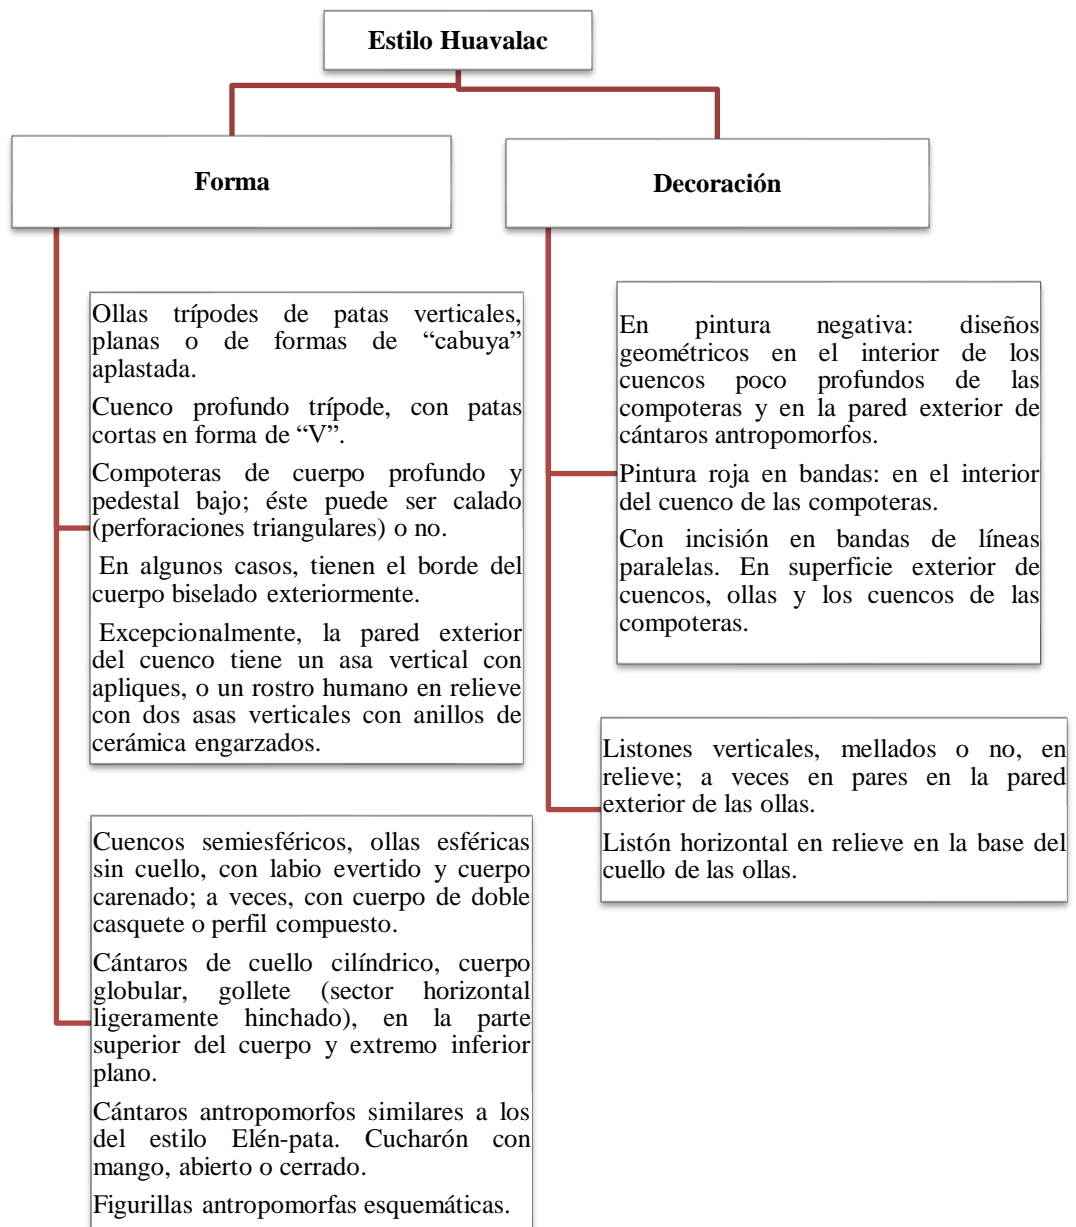 Estilo Huavalac
Forma
Ollas trípodes de patas verticales,
planas o de formas de “cabuya”
aplastada.
Cuenco profundo trípode, con patas
cortas en forma de “V”.
Compoteras de cuerpo profundo y
pedestal bajo; éste puede ser calado
(perforaciones triangulares) o no.
En algunos casos, tienen el borde del
cuerpo biselado exteriormente.
Excepcionalmente, la pared exterior
del cuenco tiene un asa vertical con
apliques, o un rostro humano en relieve
con dos asas verticales con anillos de
cerámica engarzados.
Cuencos semiesféricos, ollas esféricas
sin cuello, con labio evertido y cuerpo
carenado; a veces, con cuerpo de doble
casquete o perfil compuesto.
Cántaros de cuello cilíndrico, cuerpo
globular, gollete (sector horizontal
ligeramente hinchado), en la parte
superior del cuerpo y extremo inferior
plano.
Cántaros antropomorfos similares a los
del estilo Elén-pata. Cucharón con
mango, abierto o cerrado.
Figurillas antropomorfas esquemáticas.
Decoración
En pintura negativa: diseños
geométricos en el interior de los
cuencos poco profundos de las
compoteras y en la pared exterior de
cántaros antropomorfos.
Pintura roja en bandas: en el interior
del cuenco de las compoteras.
Con incisión en bandas de líneas
paralelas. En superficie exterior de
cuencos, ollas y los cuencos de las
compoteras.
Listones verticales, mellados o no, en
relieve; a veces en pares en la pared
exterior de las ollas.
Listón horizontal en relieve en la base del
cuello de las ollas.